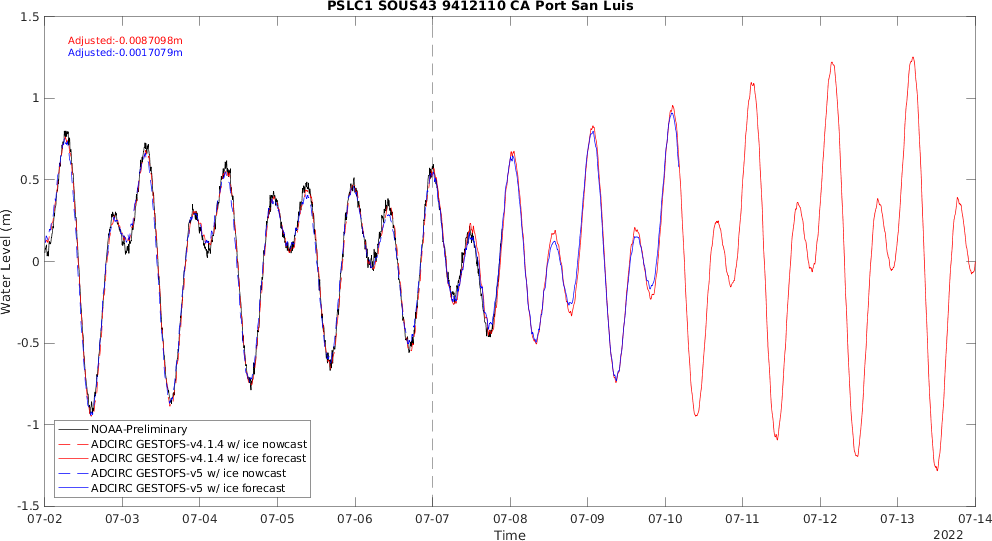 PSLC1 SOUS43 9412110 CA Port San Luis
1.5
Adjusted:-0.0087098m
Adjusted:-0.0017079m
1
0.5
0
-0.5
-1
-1.5
Water Level (m)
NOAA-Preliminary
ADCIRC GESTOFS-v4.1.4 w/ ice nowcast
ADCIRC GESTOFS-v4.1.4 w/ ice forecast
ADCIRC GESTOFS-v5 w/ ice nowcast
ADCIRC GESTOFS-v5 w/ ice forecast
07-02 07-03 07-04 07-05 07-06 07-07 07-08 07-09 07-10 07-11 07-12 07-13 07-14
Time
2022